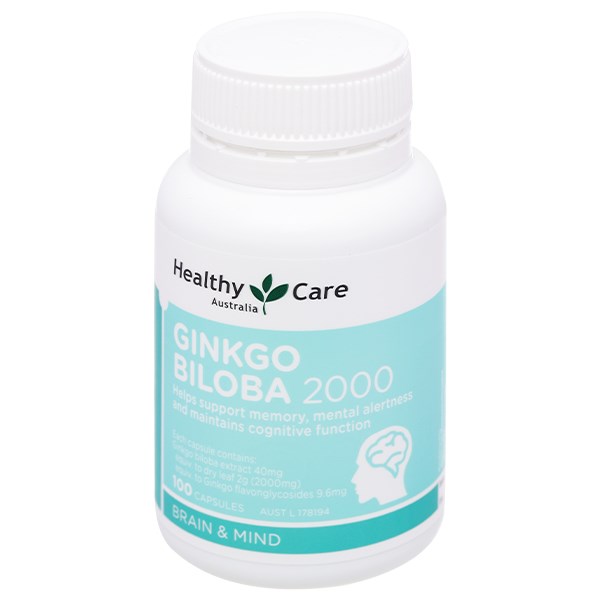 Healthy Care
Australia
GINKGO
BILOBA 2000
Helps support memory, mental alertness
and maintains cognitive function
Each capsule contains:
Ginkgo biloba extract 40mg
equiv. to dry leaf 2g (2000mg)
equiv. to Ginkgo flavonglycosides 9.6mg
100 CAPSULES AUST L 178194
BRAIN & MIND